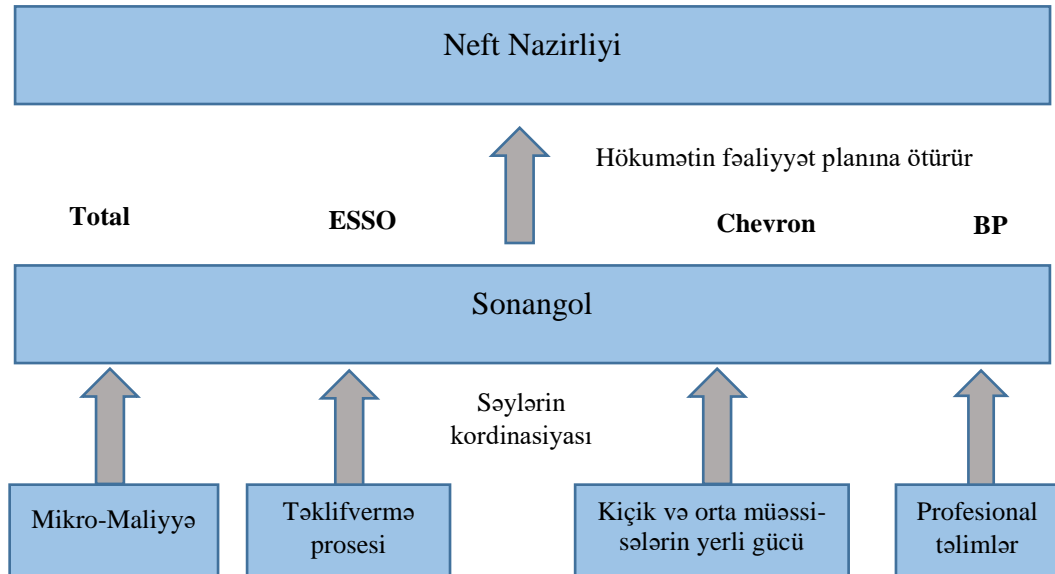 Neft Nazirliyi
Hökumətin fəaliyyət planına ötürür
Total ESSO Chevron BP
Sonangol
Səylərin
kordinasiyası
Mikro-Maliyyə
Təklifvermə
prosesi
Kiçik və orta müəssi-
sələrin yerli gücü
Profesional
təlimlər